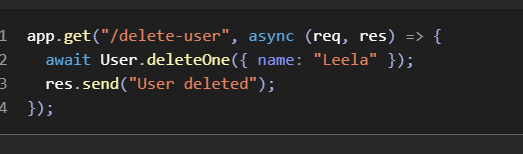 1 app.get("/delete-user", async (req, res) => {
2   await User.deleteOne({ name: "Leela" });
3   res.send("User deleted");
4 });